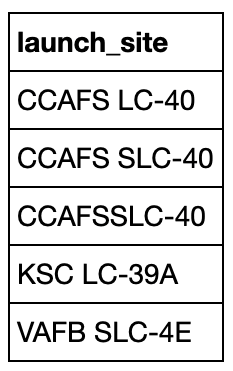 launch_site
CCAFS LC-40
CCAFS SLC-40
CCAFSSLC-40
KSC LC-39A
VAFB SLC-4E